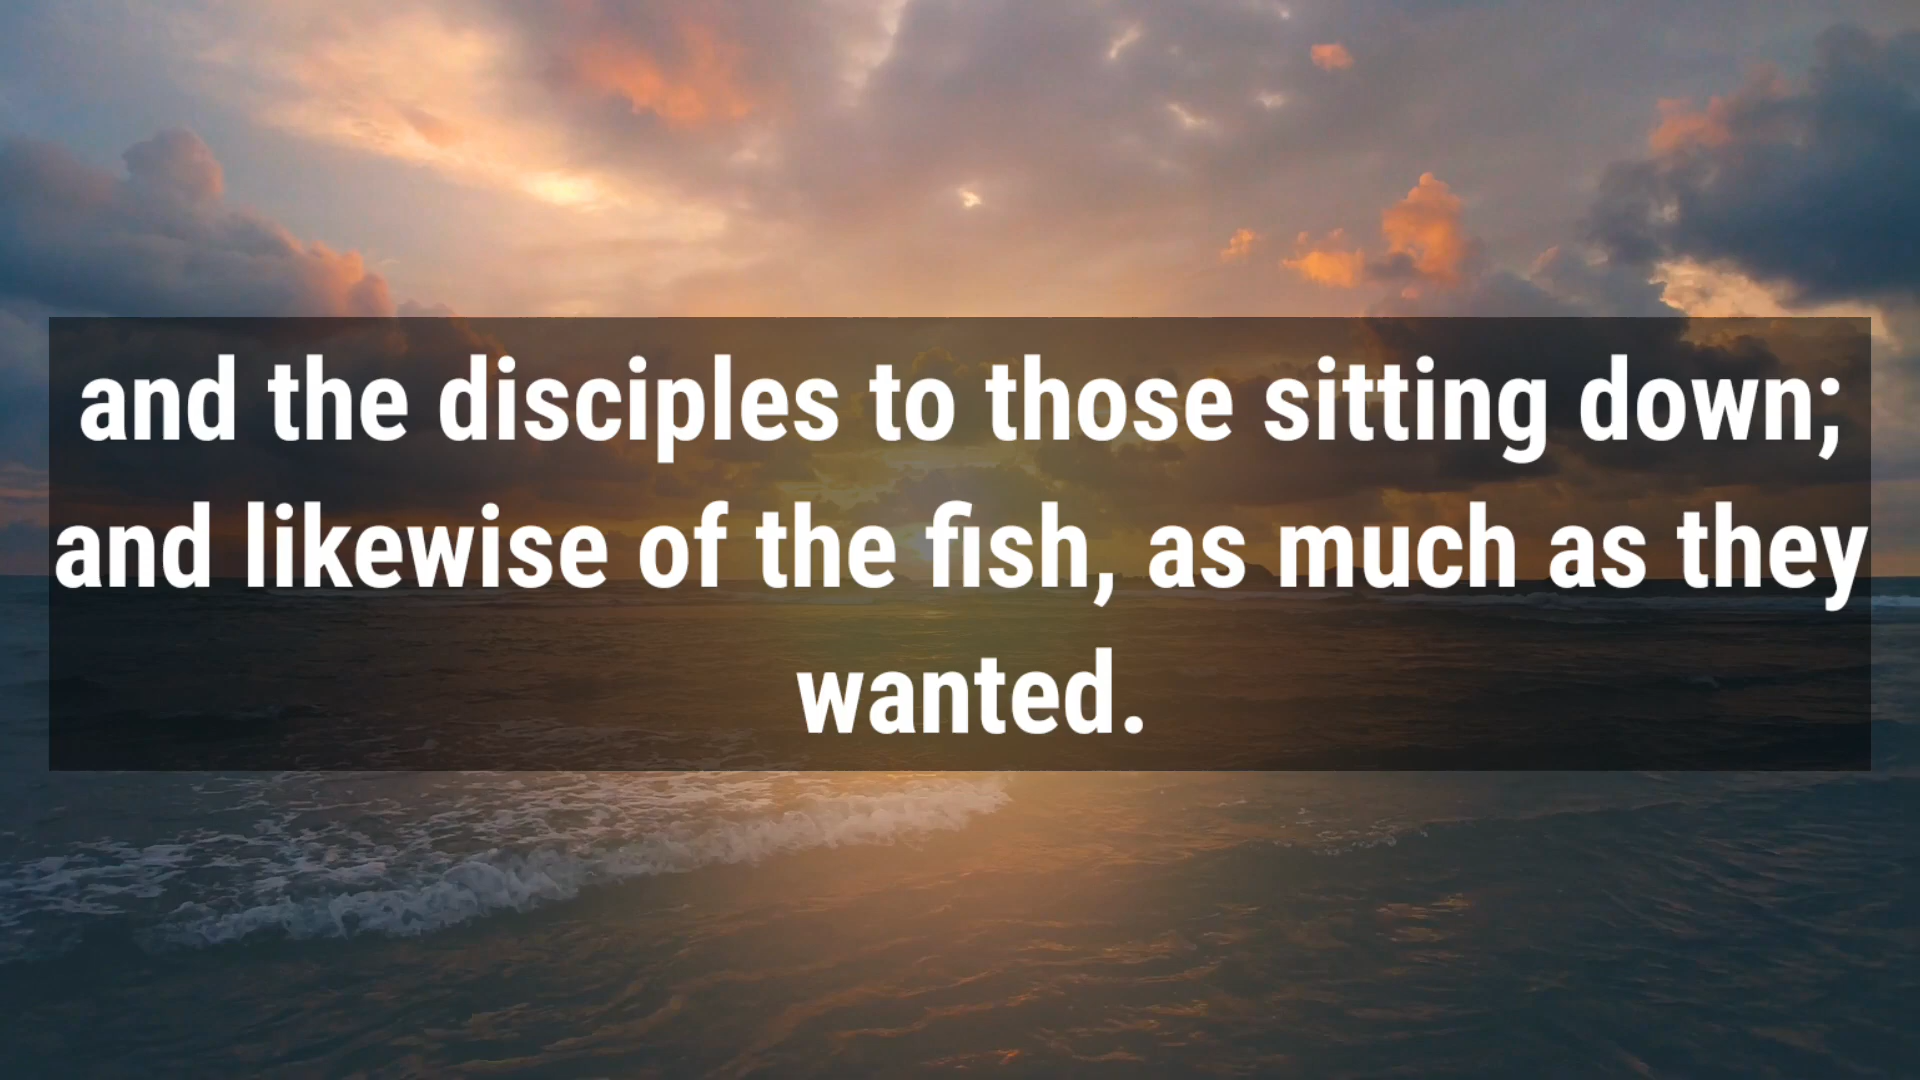 and the disciples to those sitting down;
and likewise of the fish, as much as they
wanted.